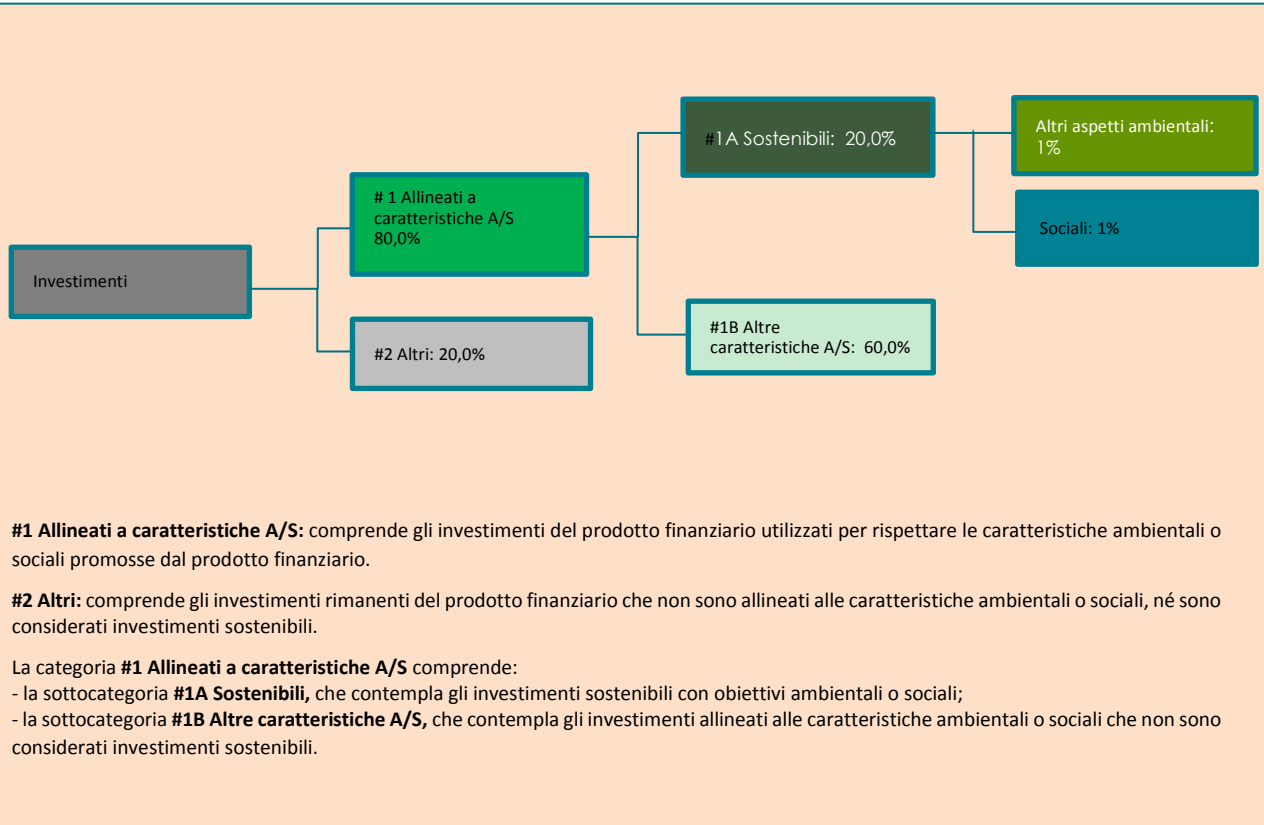 Investimenti
# 1 Allineati a
caratteristiche A/S
80,0%
#2 Altri: 20,0%
#1A Sostenibili: 20,0%
#1B Altre
caratteristiche A/S: 60,0%
Altri aspetti ambientali:
1%
Sociali: 1%
#1 Allineati a caratteristiche A/S: comprende gli investimenti del prodotto finanziario utilizzati per rispettare le caratteristiche ambientali o
sociali promosse dal prodotto finanziario.
#2 Altri: comprende gli investimenti rimanenti del prodotto finanziario che non sono allineati alle caratteristiche ambientali o sociali, né sono
considerati investimenti sostenibili.
La categoria #1 Allineati a caratteristiche A/S comprende:
- la sottocategoria #1A Sostenibili, che contempla gli investimenti sostenibili con obiettivi ambientali o sociali;
- la sottocategoria #1B Altre caratteristiche A/S, che contempla gli investimenti allineati alle caratteristiche ambientali o sociali che non sono
considerati investimenti sostenibili.